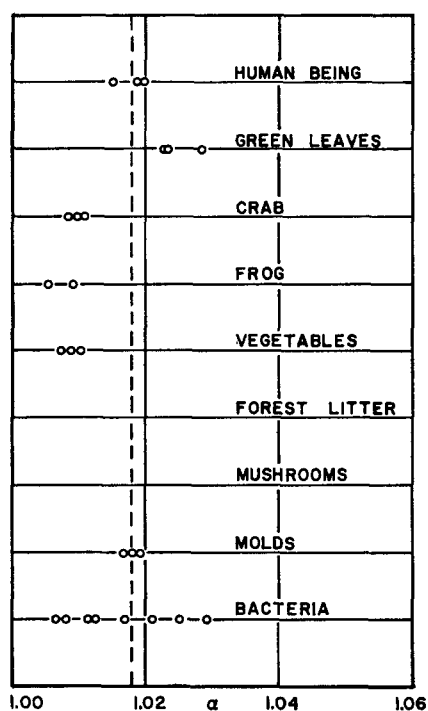 HUMAN BEING
GREEN LEAVES
CRAB
FROG
VEGETABLES
FOREST LITTER
MUSHROOMS
MOLDS
BACTERIA
1.00 1.02 α 1.04 1.06